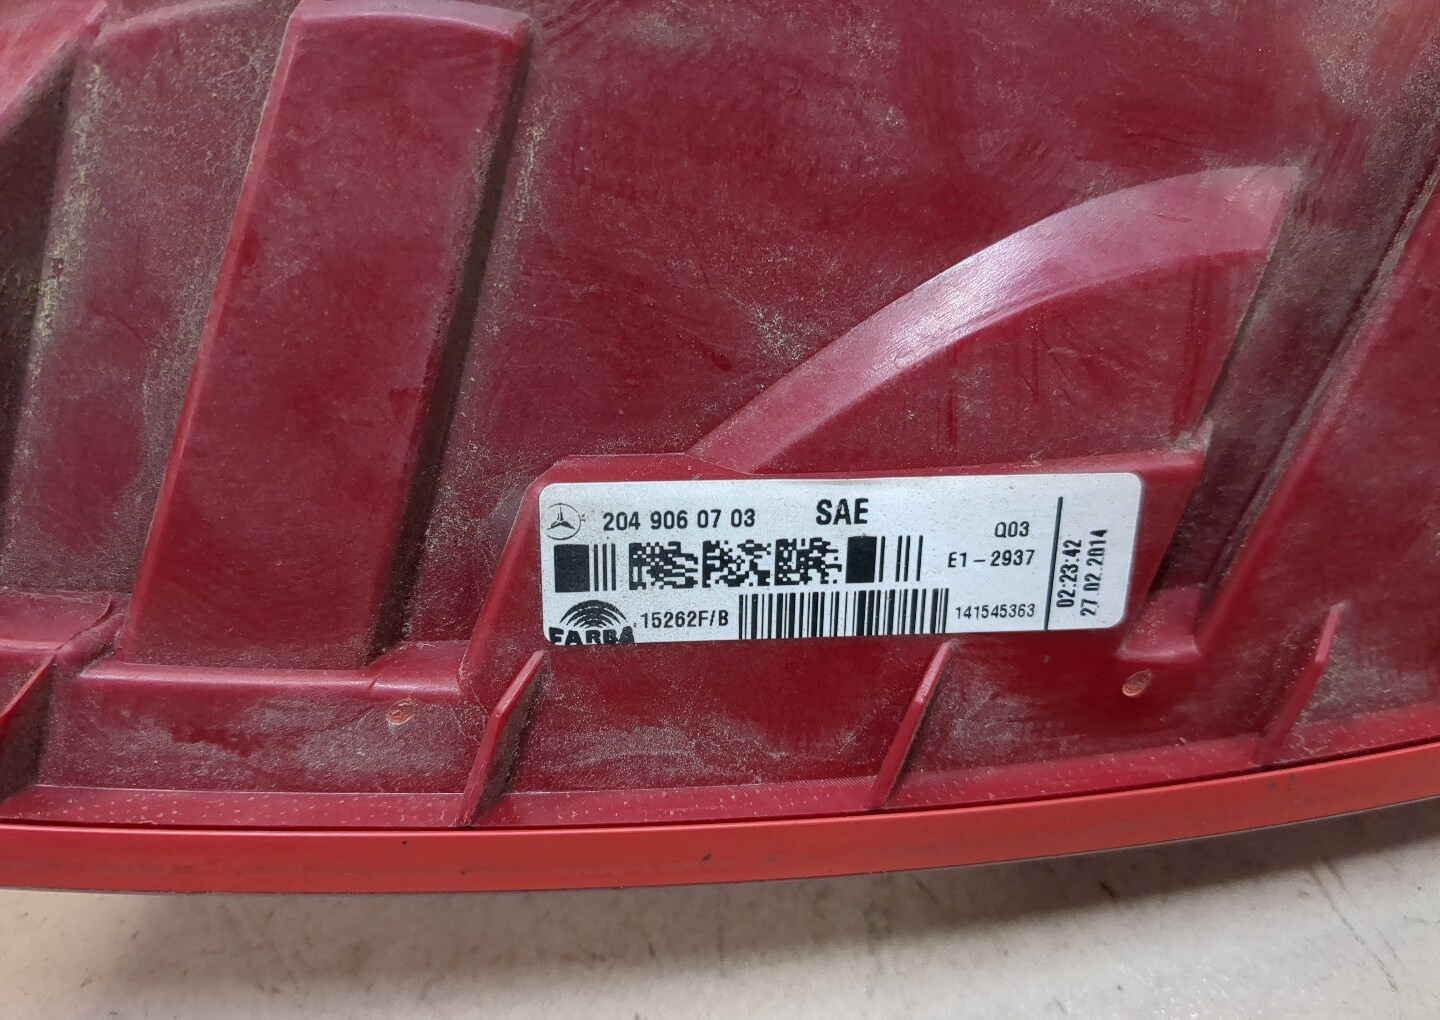 204 906 07 03 SAE
Q03
E1-2937
FARBA 15262F/B 141545363
02:23:42
27.02.2014